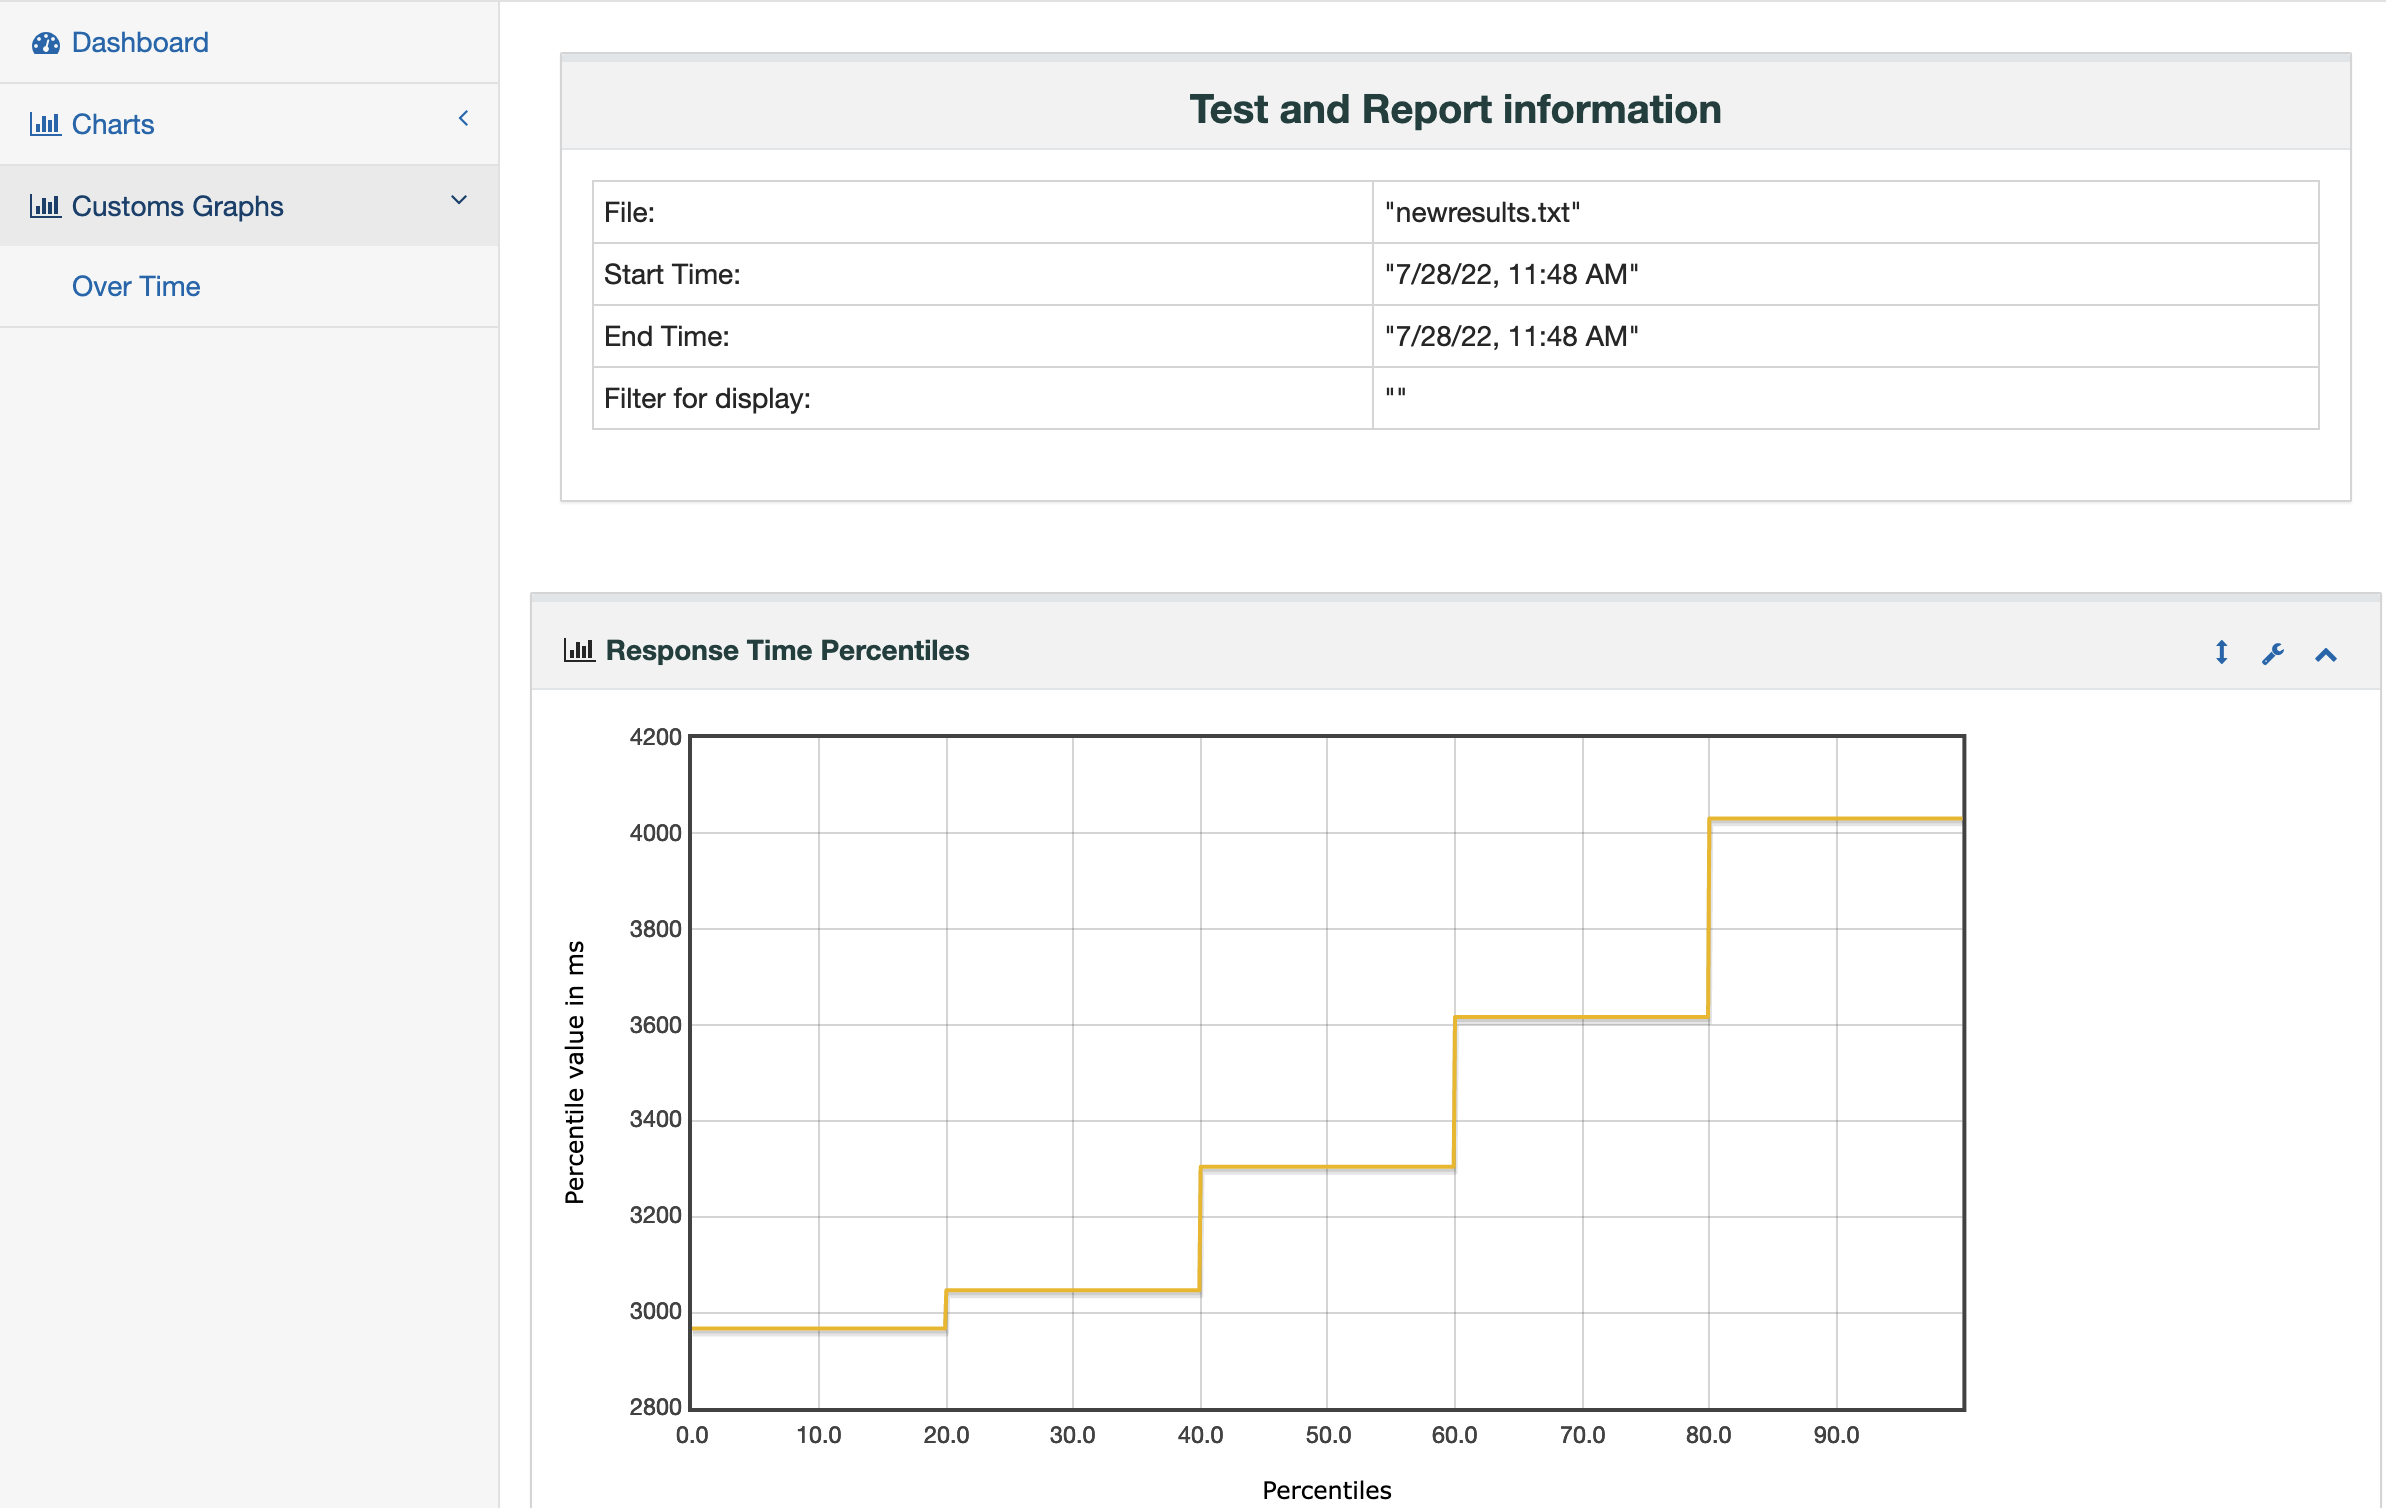 Dashboard
Charts
Customs Graphs
Over Time
Test and Report information
File: "newresults.txt"
Start Time: "7/28/22, 11:48 AM"
End Time: "7/28/22, 11:48 AM"
Filter for display: ""
Response Time Percentiles
Percentile value in ms
4200
4000
3800
3600
3400
3200
3000
2800
0.0 10.0 20.0 30.0 40.0 50.0 60.0 70.0 80.0 90.0
Percentiles